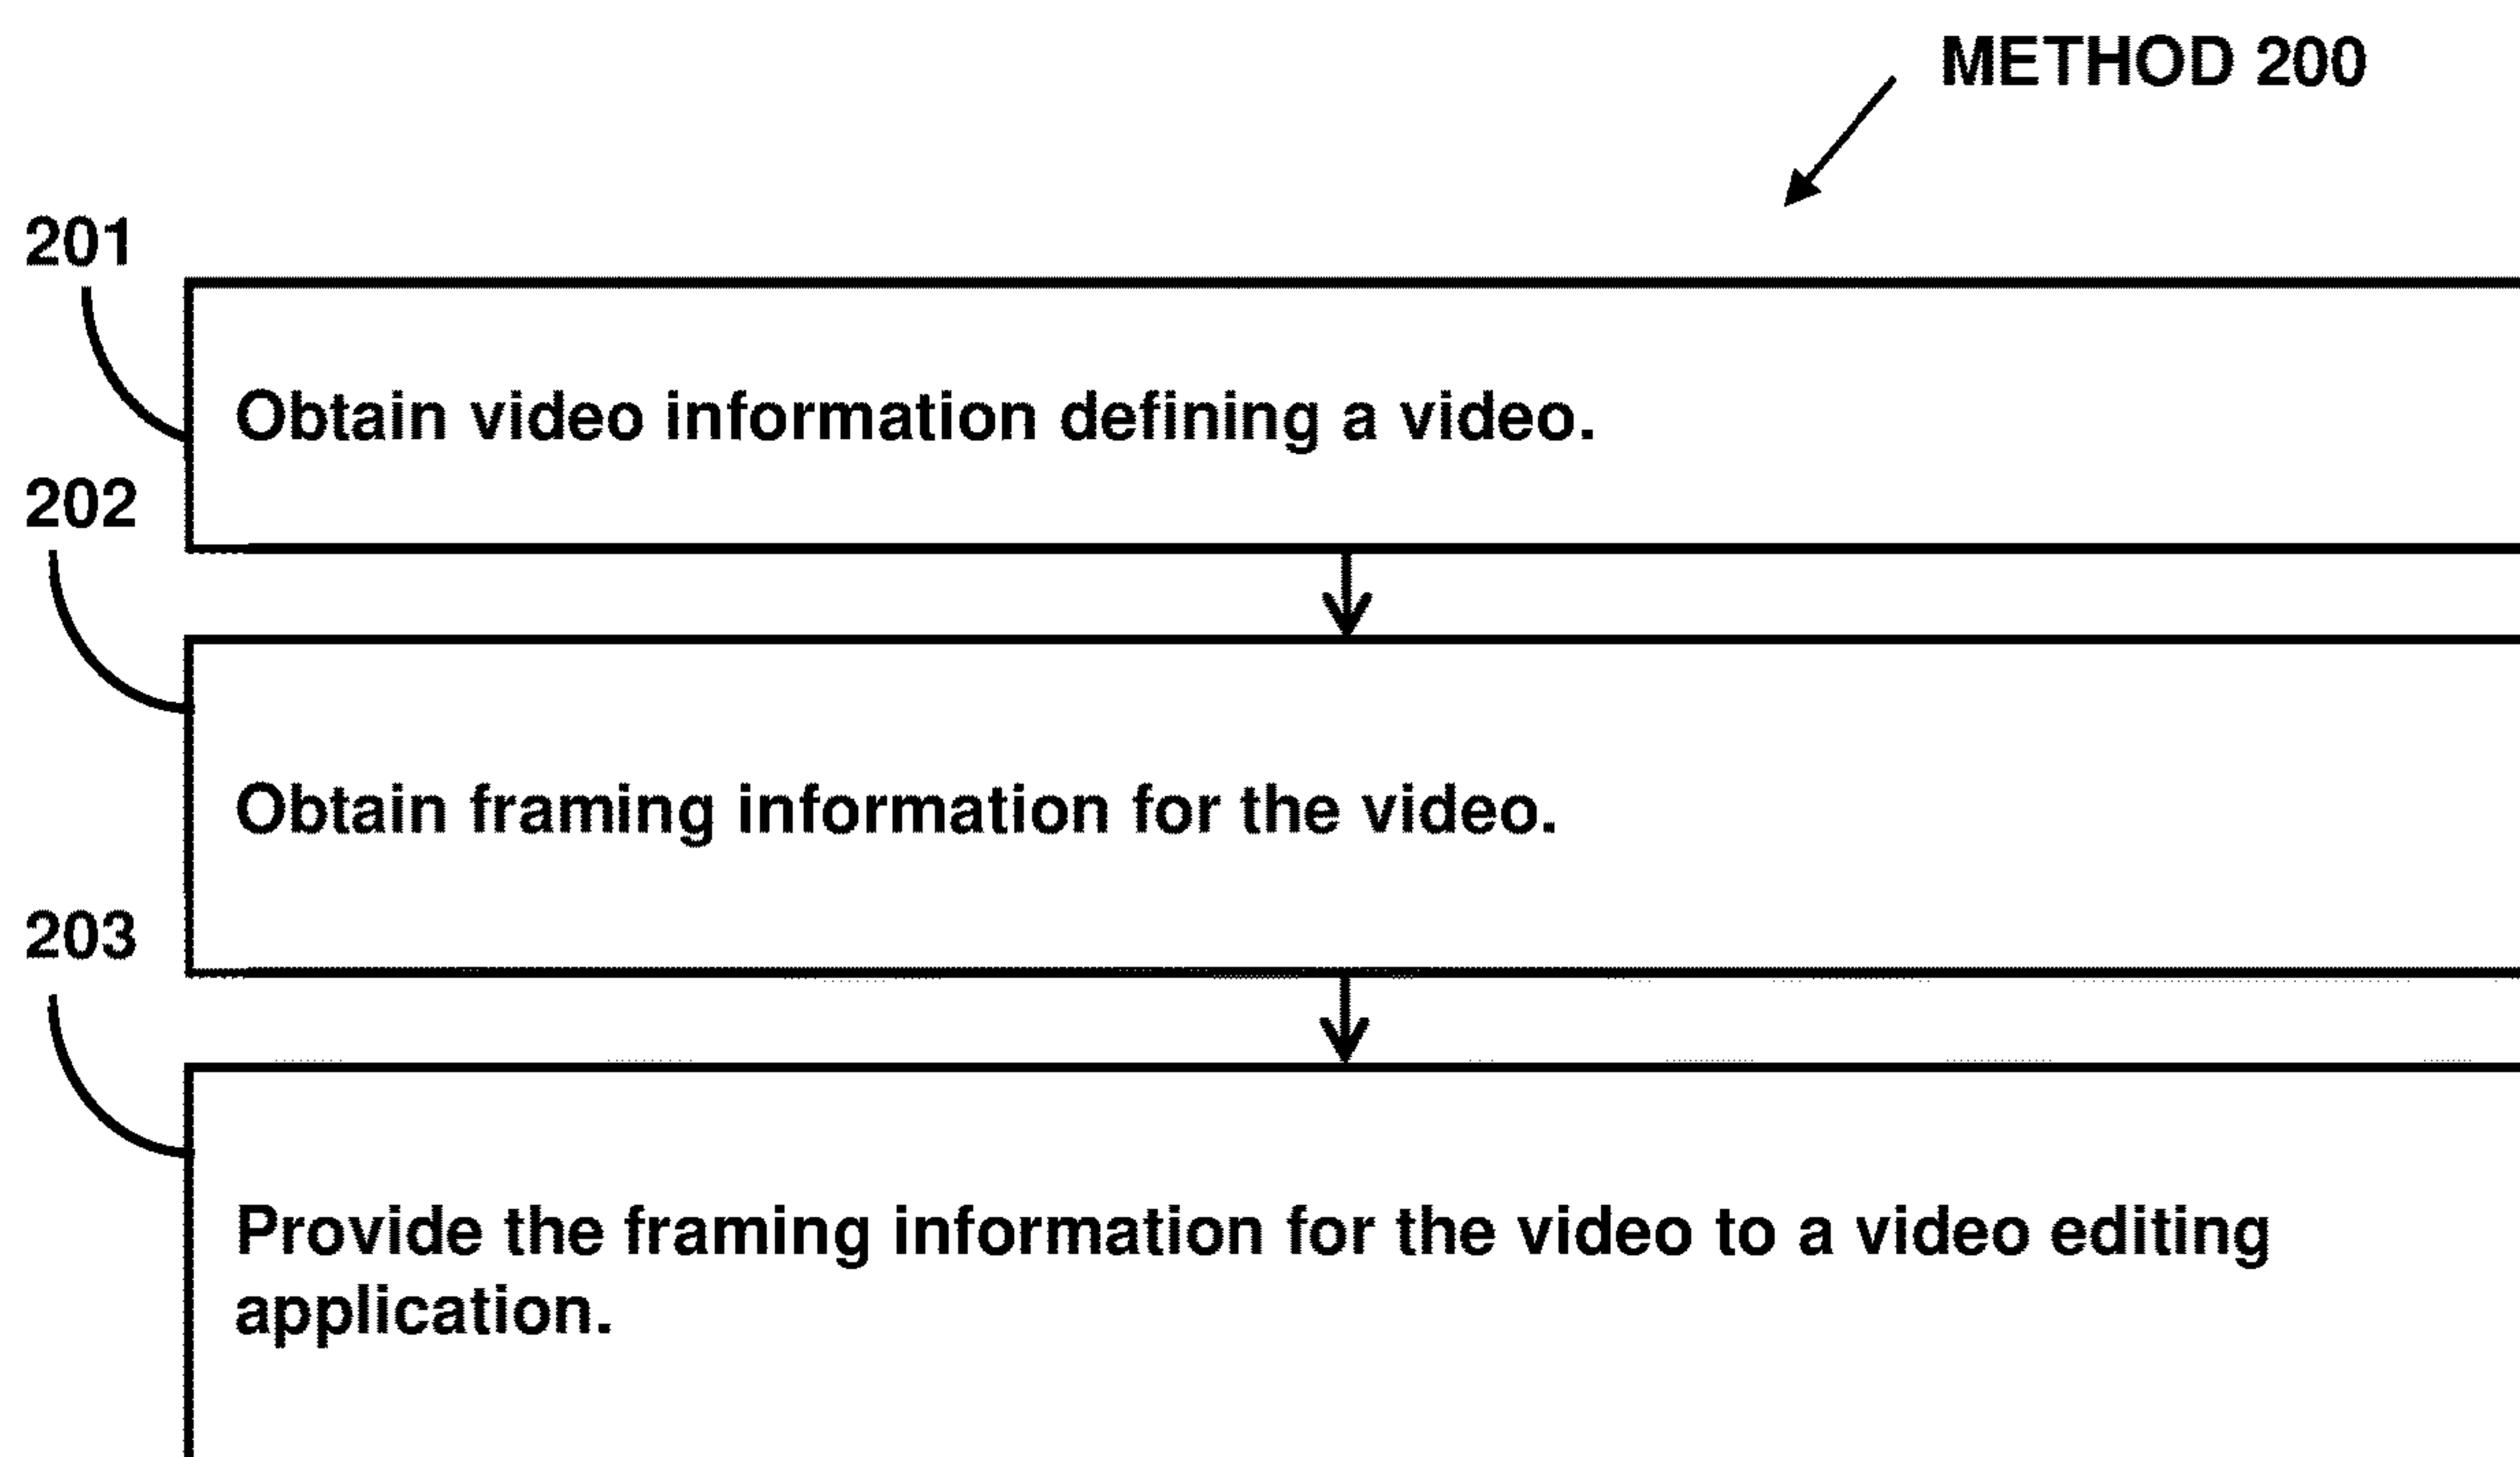 METHOD 200
201
Obtain video information defining a video.
202
Obtain framing information for the video.
203
Provide the framing information for the video to a video editing
application.